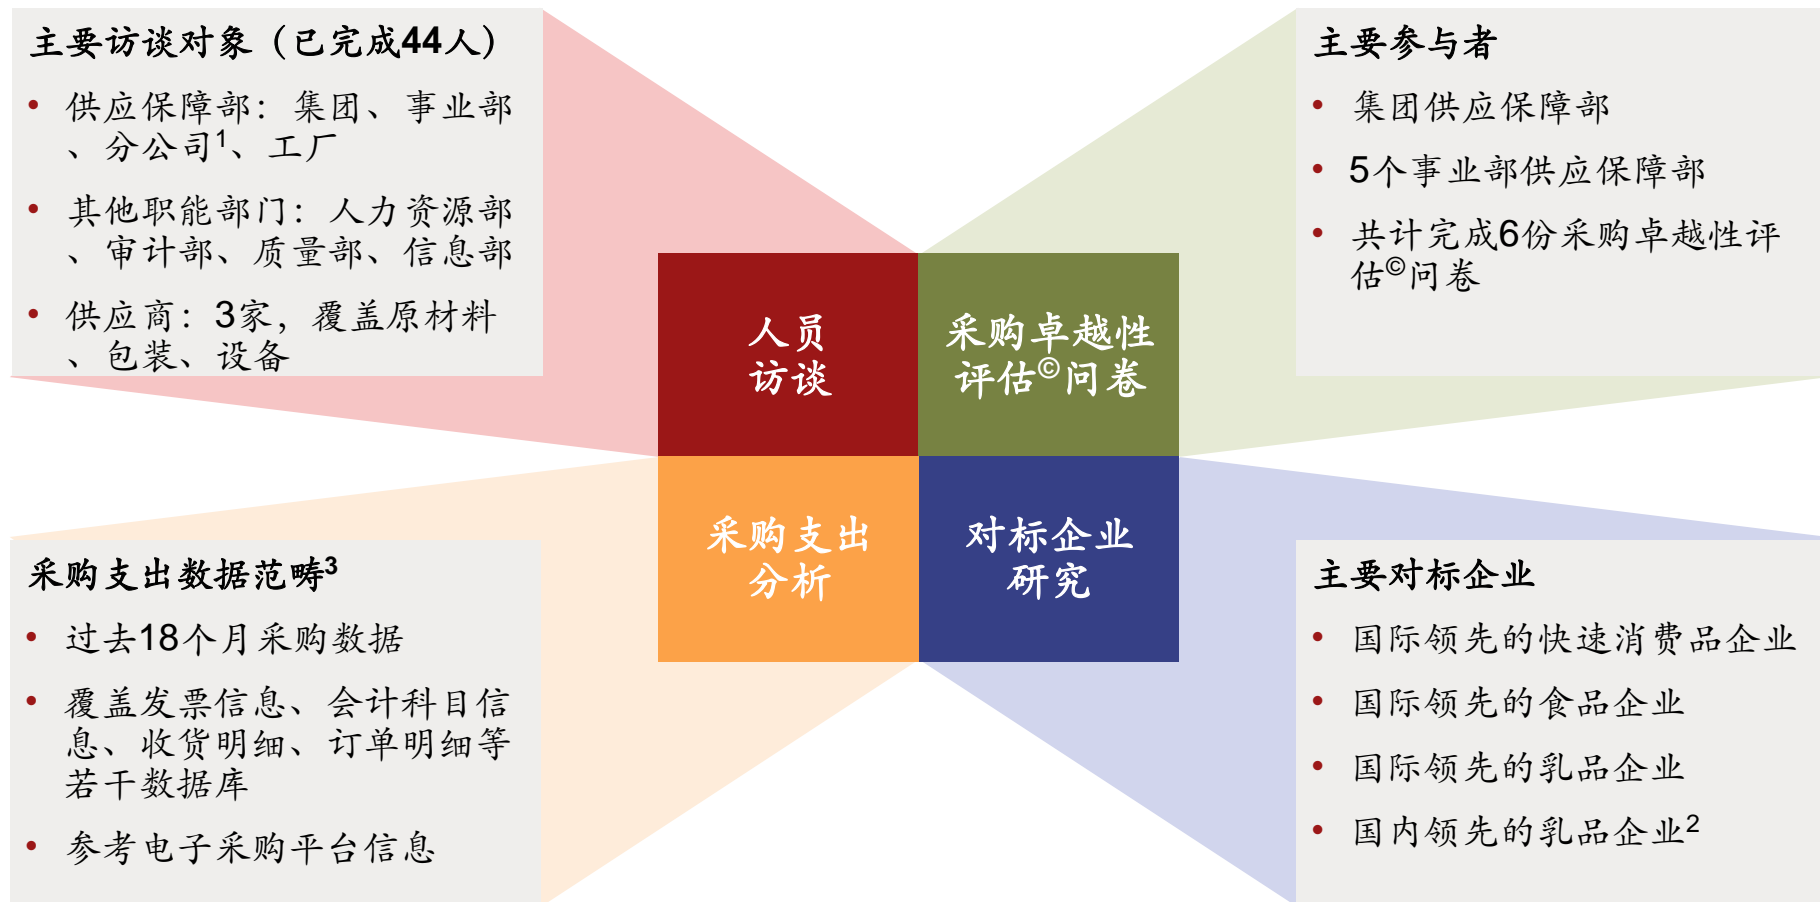 主要访谈对象（已完成44人）
• 供应保障部：集团、事业部
、分公司¹、工厂
• 其他职能部门：人力资源部
、审计部、质量部、信息部
• 供应商：3家，覆盖原材料
、包装、设备
主要参与者
• 集团供应保障部
• 5个事业部供应保障部
• 共计完成6份采购卓越性评
估©问卷
人员
访谈
采购卓越性
评估©问卷
采购支出
分析
对标企业
研究
采购支出数据范畴³
• 过去18个月采购数据
• 覆盖发票信息、会计科目信
息、收货明细、订单明细等
若干数据库
• 参考电子采购平台信息
主要对标企业
• 国际领先的快速消费品企业
• 国际领先的食品企业
• 国际领先的乳品企业
• 国内领先的乳品企业²